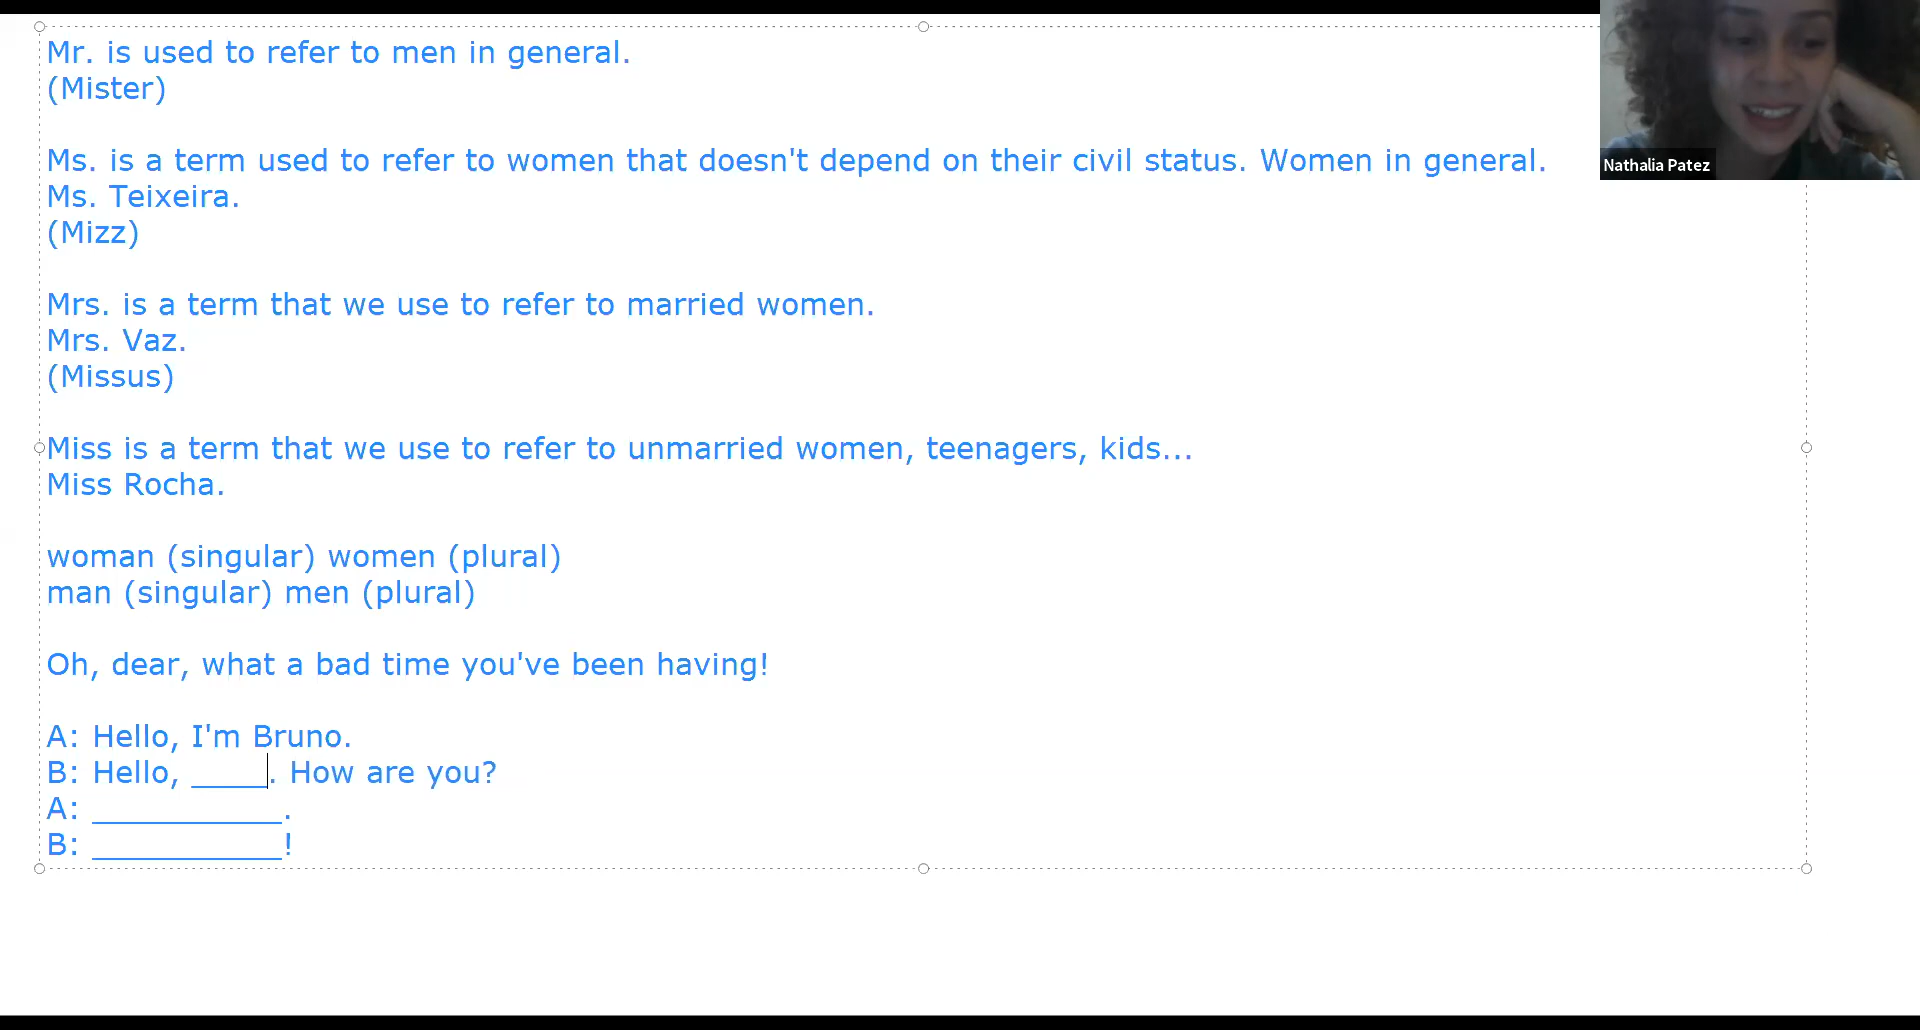 Mr. is used to refer to men in general.
(Mister)
Ms. is a term used to refer to women that doesn't depend on their civil status. Women in general.
Ms. Teixeira.
(Mizz)
Mrs. is a term that we use to refer to married women.
Mrs. Vaz.
(Missus)
Miss is a term that we use to refer to unmarried women, teenagers, kids...
Miss Rocha.
woman (singular) women (plural)
man (singular) men (plural)
Oh, dear, what a bad time you've been having!
A: Hello, I'm Bruno.
B: Hello, _____. How are you?
A: ____________.
B: ____________!
Nathalia Patez